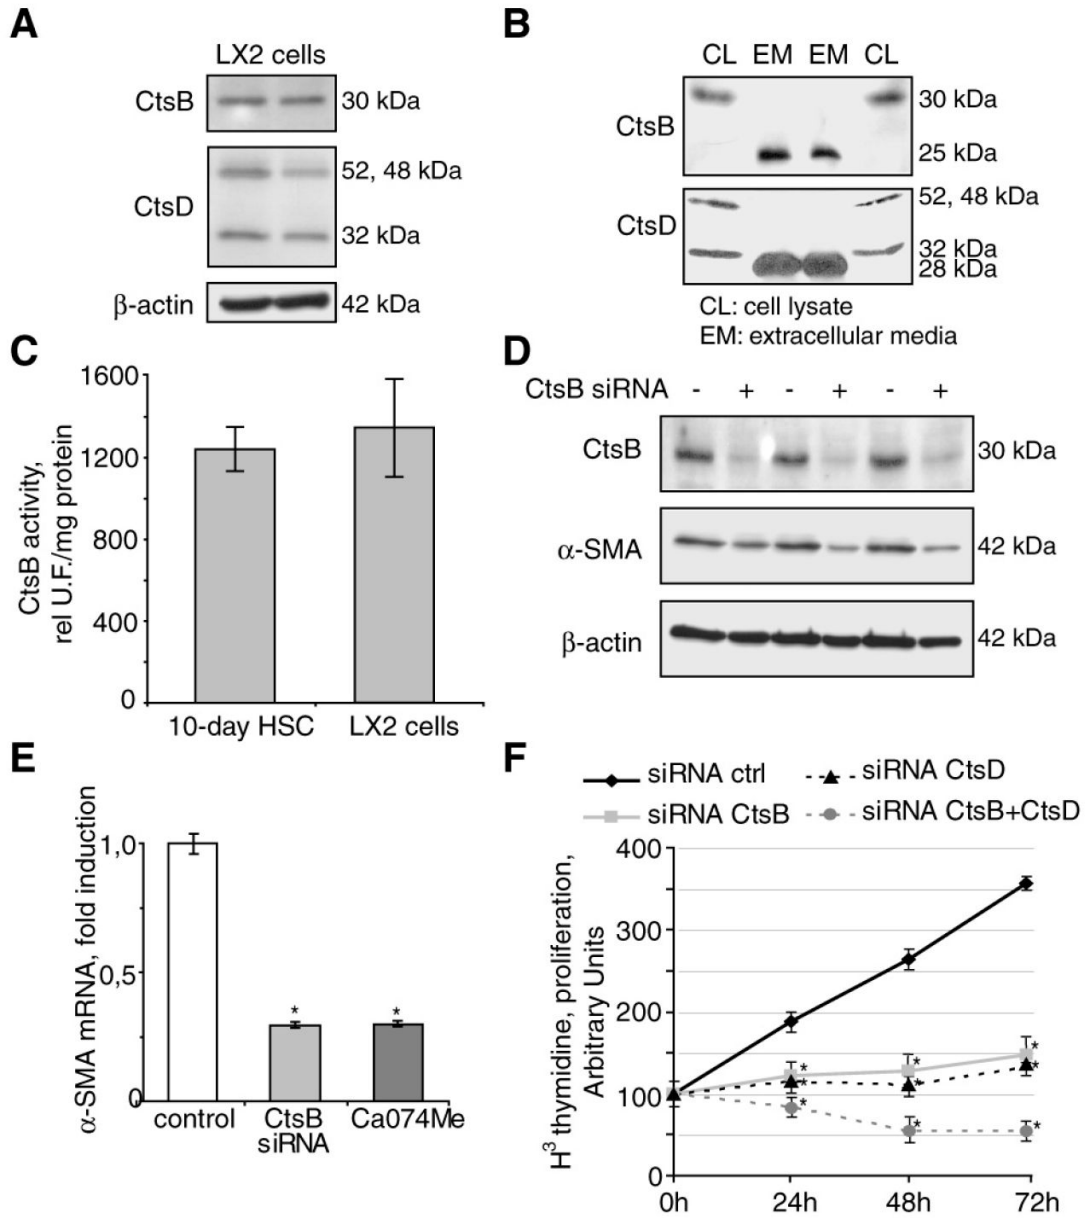 A
LX2 cells
CtsB
30 kDa
52, 48 kDa
CtsD
32 kDa
β-actin
42 kDa
B
CL EM EM CL
CtsB
30 kDa
25 kDa
CtsD
52, 48 kDa
32 kDa
28 kDa
CL: cell lysate
EM: extracellular media
C
CtsB activity,
rel U.F./mg protein
1600
1200
800
400
0
10-day HSC
LX2 cells
D
CtsB siRNA - + - + - +
CtsB
30 kDa
α-SMA
42 kDa
β-actin
42 kDa
E
α-SMA mRNA, fold induction
1,0
0,5
0
* *
control
CtsB
siRNA
Ca074Me
F
siRNA ctrl
siRNA CtsD
siRNA CtsB
siRNA CtsB+CtsD
H³ thymidine, proliferation,
Arbitrary Units
400
300
200
100
0
* * *
* * *
* * *
0h 24h 48h 72h